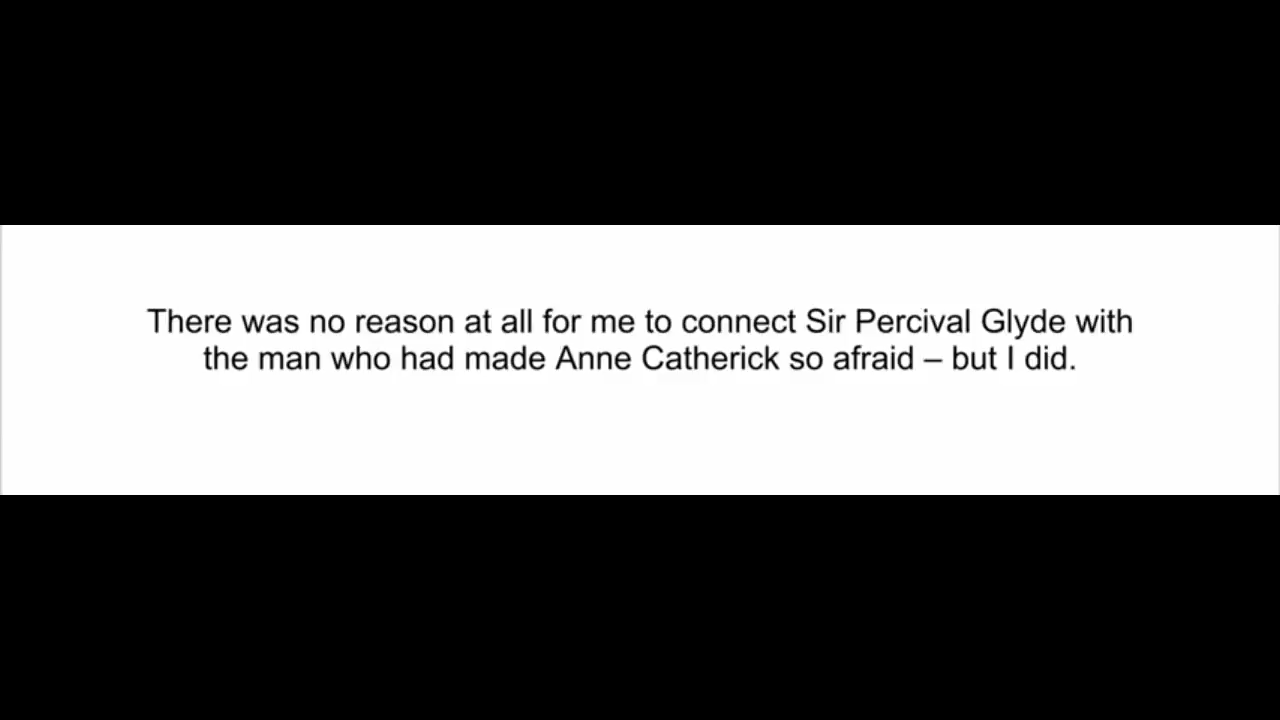 There was no reason at all for me to connect Sir Percival Glyde with
the man who had made Anne Catherick so afraid – but I did.